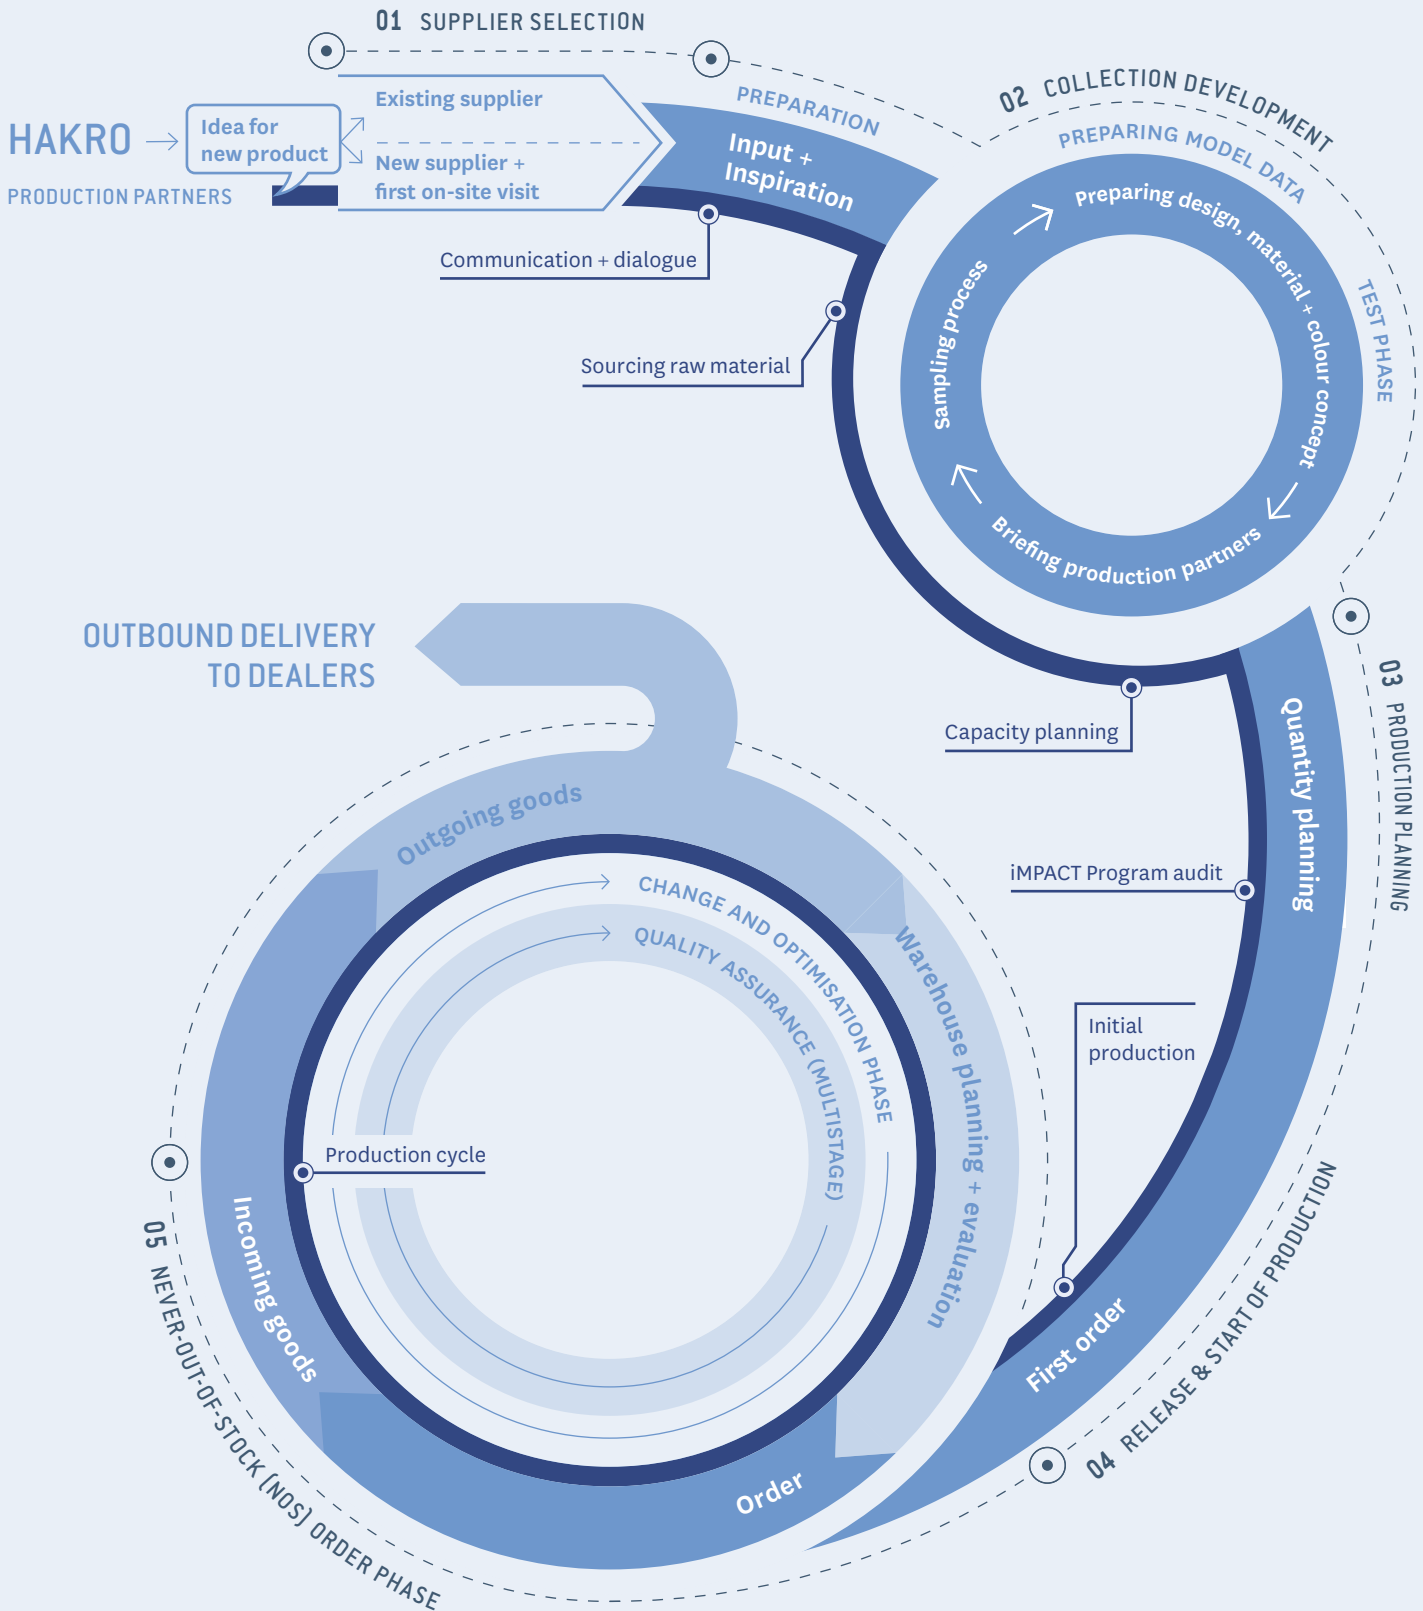 01 SUPPLIER SELECTION
HAKRO
PRODUCTION PARTNERS
Idea for
new product
Existing supplier
New supplier +
first on-site visit
PREPARATION
Input +
Inspiration
Communication + dialogue
Sourcing raw material
02 COLLECTION DEVELOPMENT
PREPARING MODEL DATA
TEST PHASE
Preparing design, material + colour concept
Briefing production partners
Sampling process
Capacity planning
03 PRODUCTION PLANNING
Quantity planning
iMPACT Program audit
Initial
production
First order
04 RELEASE & START OF PRODUCTION
OUTBOUND DELIVERY
TO DEALERS
Outgoing goods
CHANGE AND OPTIMISATION PHASE
QUALITY ASSURANCE (MULTISTAGE)
Warehouse planning + evaluation
Production cycle
Incoming goods
Order
05 NEVER-OUT-OF-STOCK (NOS) ORDER PHASE